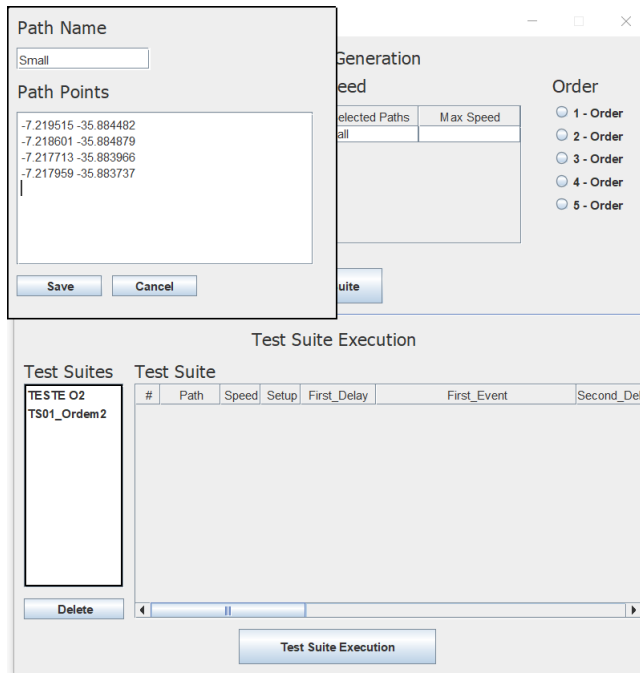 Path Name
Small
Path Points
-7.219515 -35.884482
-7.218601 -35.884879
-7.217713 -35.883966
-7.217959 -35.883737
Save Cancel
Generation
eed
elected Paths Max Speed
all
Order
1 - Order
2 - Order
3 - Order
4 - Order
5 - Order
uite
Test Suite Execution
Test Suites
TESTE O2
TS01_Ordem2
Delete
Test Suite
# Path Speed Setup First_Delay First_Event Second_Del
Test Suite Execution